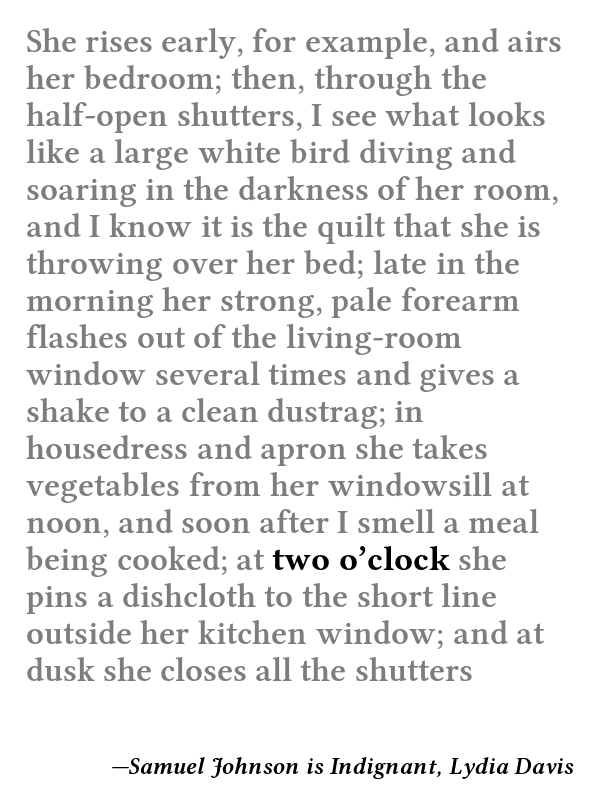 She rises early, for example, and airs
her bedroom; then, through the
half-open shutters, I see what looks
like a large white bird diving and
soaring in the darkness of her room,
and I know it is the quilt that she is
throwing over her bed; late in the
morning her strong, pale forearm
flashes out of the living-room
window several times and gives a
shake to a clean dustrag; in
housedress and apron she takes
vegetables from her windowsill at
noon, and soon after I smell a meal
being cooked; at two o’clock she
pins a dishcloth to the short line
outside her kitchen window; and at
dusk she closes all the shutters
—Samuel Johnson is Indignant, Lydia Davis